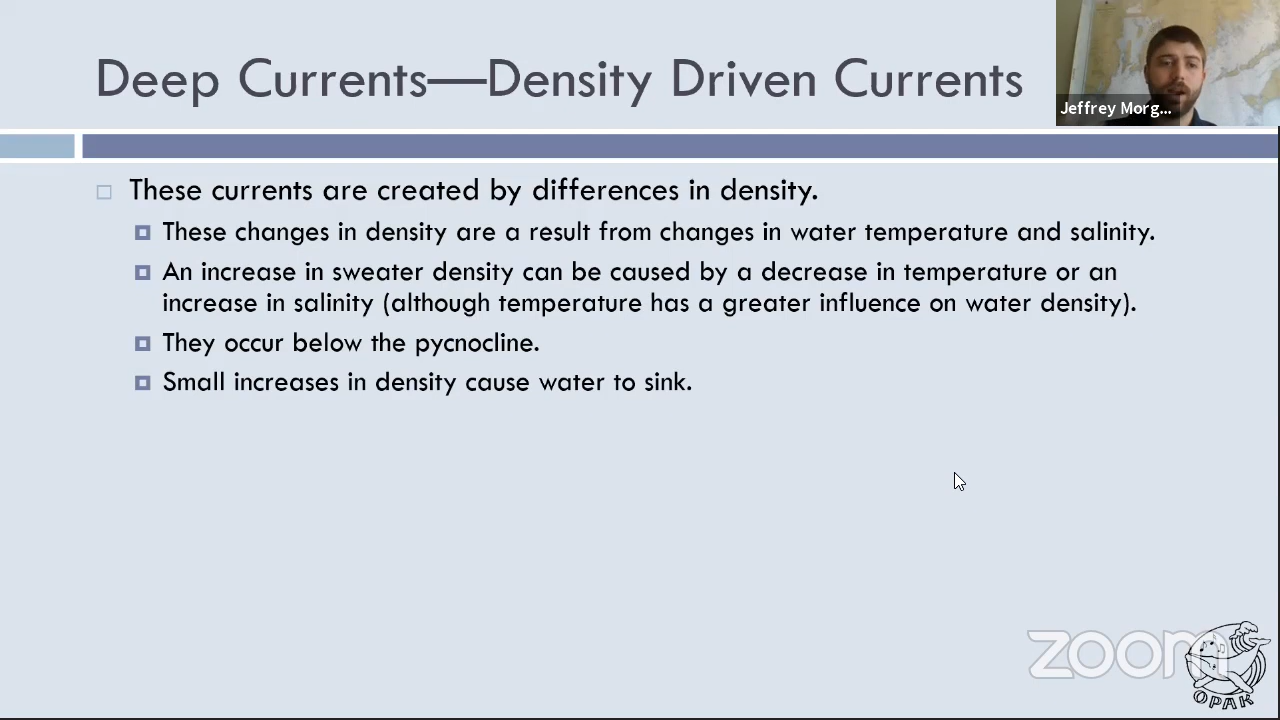 Deep Currents—Density Driven Currents
Jeffrey Morg...
These currents are created by differences in density.
These changes in density are a result from changes in water temperature and salinity.
An increase in sweater density can be caused by a decrease in temperature or an
increase in salinity (although temperature has a greater influence on water density).
They occur below the pycnocline.
Small increases in density cause water to sink.
zoom
OPAK